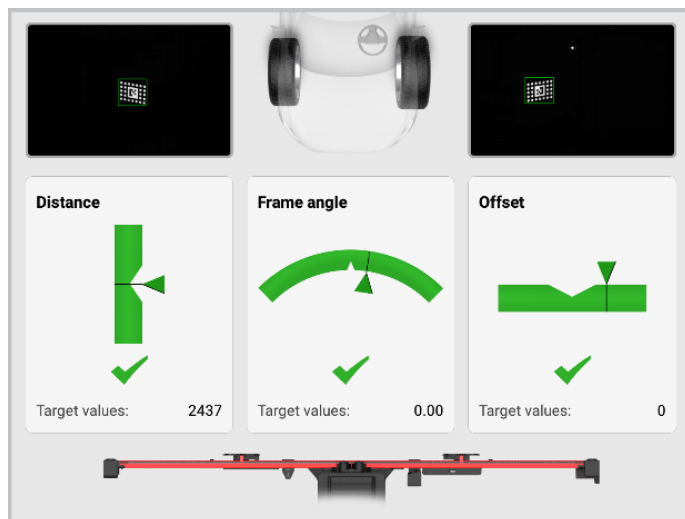 Distance
Target values: 2437
Frame angle
Target values: 0.00
Offset
Target values: 0